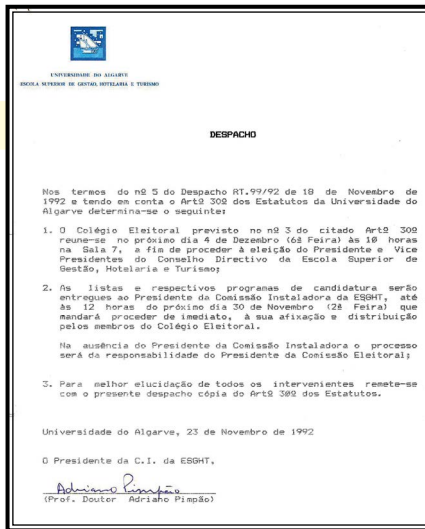 UNIVERSIDADE DO ALGARVE
ESCOLA SUPERIOR DE GESTÃO, HOTELARIA E TURISMO
DESPACHO
Nos termos do nº 5 do Despacho RT.99/92 de 18 de Novembro de
1992 e tendo em conta o Artº 30º dos Estatutos da Universidade do
Algarve determina-se o seguinte:
1. O Colégio Eleitoral previsto no nº 3 do citado Artº 30º
reune-se no próximo dia 4 de Dezembro (6ª Feira) às 10 horas
na Sala 7, a fim de proceder à eleição do Presidente e Vice
Presidentes do Conselho Directivo da Escola Superior de
Gestão, Hotelaria e Turismo;
2. As listas e respectivos programas de candidatura serão
entregues ao Presidente da Comissão Instaladora da ESGHT, até
às 12 horas do próximo dia 30 de Novembro (2ª Feira) que
mandará proceder de imediato, à sua afixação e distribuição
pelos membros do Colégio Eleitoral.
Na ausência do Presidente da Comissão Instaladora o processo
será da responsabilidade do Presidente da Comissão Eleitoral;
3. Para melhor elucidação de todos os intervenientes remete-se
com o presente despacho cópia do Artº 30º dos Estatutos.
Universidade do Algarve, 23 de Novembro de 1992
O Presidente da C.I. da ESGHT,
Adriano Pimpão
(Prof. Doutor Adriano Pimpão)